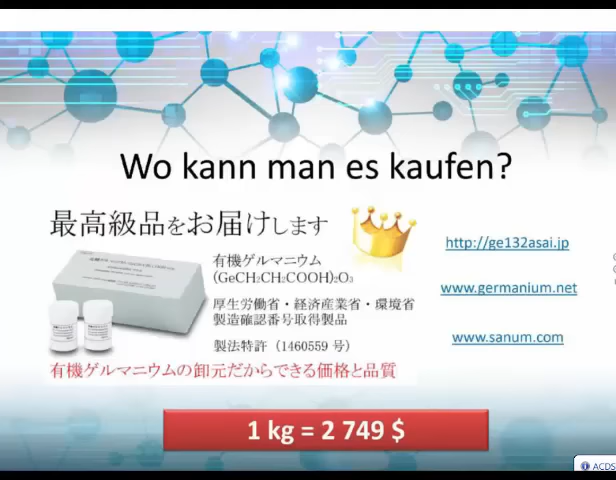 Wo kann man es kaufen?
最高級品をお届けします
http://ge132asai.jp
有機ゲルマニウム
(GeCH₂CH₂COOH)₂O₃
www.germanium.net
厚生労働省・経済産業省・環境省
製造確認番号取得製品
www.sanum.com
製法特許（1460559 号）
有機ゲルマニウムの卸元だからできる価格と品質
1 kg = 2 749 $
ACDS